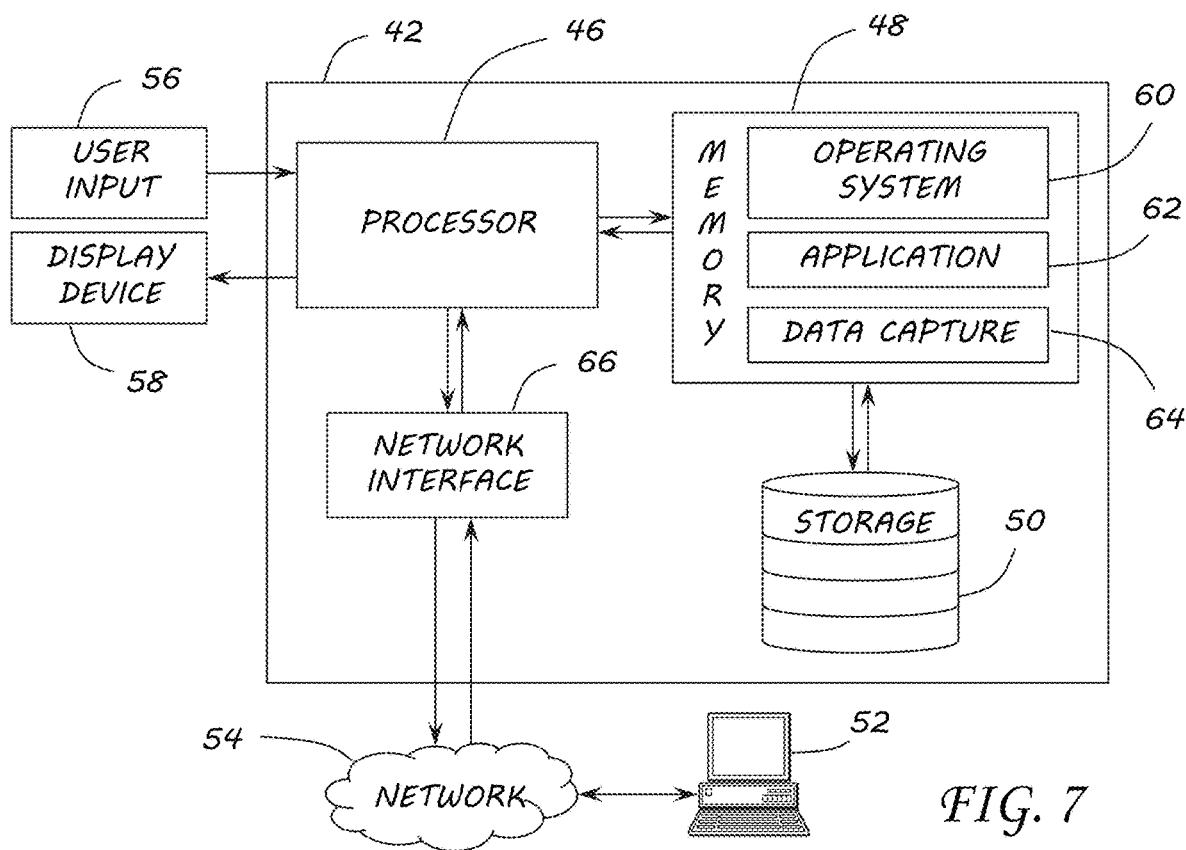 42
46
48
56
60
USER
INPUT
PROCESSOR
MEMORY
OPERATING
SYSTEM
62
DISPLAY
DEVICE
APPLICATION
58
DATA CAPTURE
66
64
NETWORK
INTERFACE
STORAGE
50
54
52
NETWORK
FIG. 7